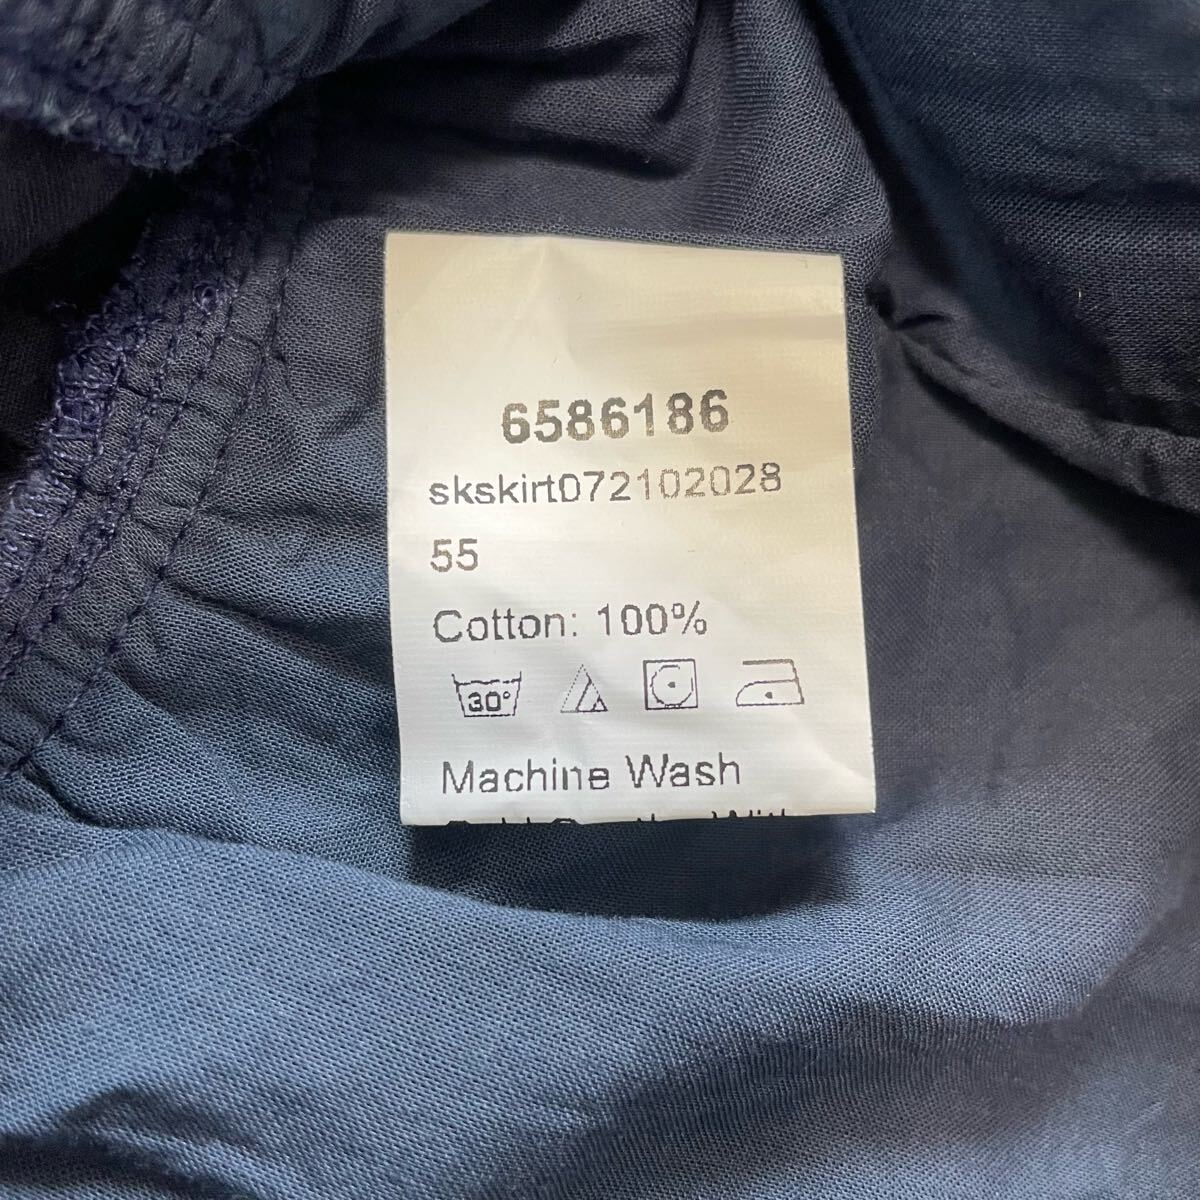 6586186
skskirt072102028
55
Cotton: 100%
30°
Machine Wash